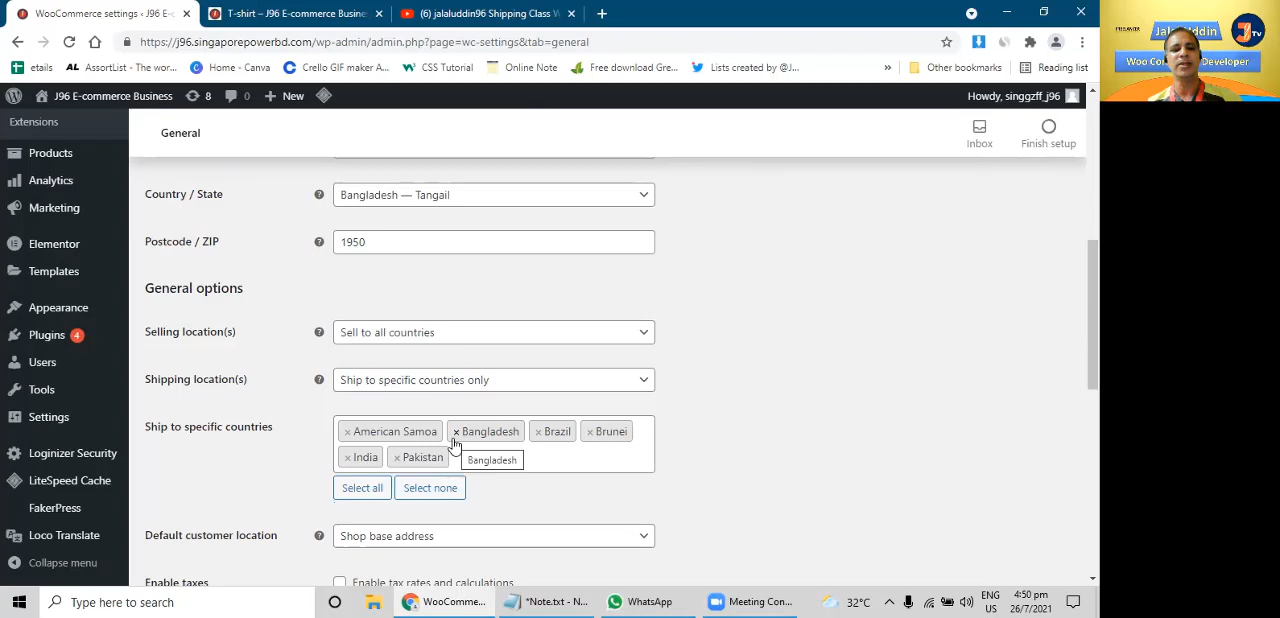 WooCommerce settings ‹ J96 E-c
T-shirt – J96 E-commerce Busine
(6) jalaluddin96 Shipping Class W
https://j96.singaporepowerbd.com/wp-admin/admin.php?page=wc-settings&tab=general
etails
AL AssortList - The wor...
Home - Canva
Crello GIF maker A...
CSS Tutorial
Online Note
Free download Gre...
Lists created by @J...
»
Other bookmarks
Reading list
J96 E-commerce Business
8
0
+ New
Howdy, singgzff_j96
Extensions
Products
Analytics
Marketing
Elementor
Templates
Appearance
Plugins 4
Users
Tools
Settings
Loginizer Security
LiteSpeed Cache
FakerPress
Loco Translate
Collapse menu
General
Inbox
Finish setup
Country / State
Bangladesh — Tangail
Postcode / ZIP
1950
General options
Selling location(s)
Sell to all countries
Shipping location(s)
Ship to specific countries only
Ship to specific countries
× American Samoa
× Bangladesh
× Brazil
× Brunei
× India
× Pakistan
Bangladesh
Select all
Select none
Default customer location
Shop base address
Enable taxes
Enable tax rates and calculations
FREELANCER
TV
Developer
Type here to search
WooComme...
*Note.txt - N...
WhatsApp
Meeting Con...
32°C
ENG
US
4:50 pm
26/7/2021